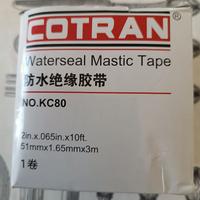 COTRAN
Waterseal Mastic Tape
防水绝缘胶带
NO.KC80
2in.x.065in.x10ft.
51mmx1.65mmx3m
1卷